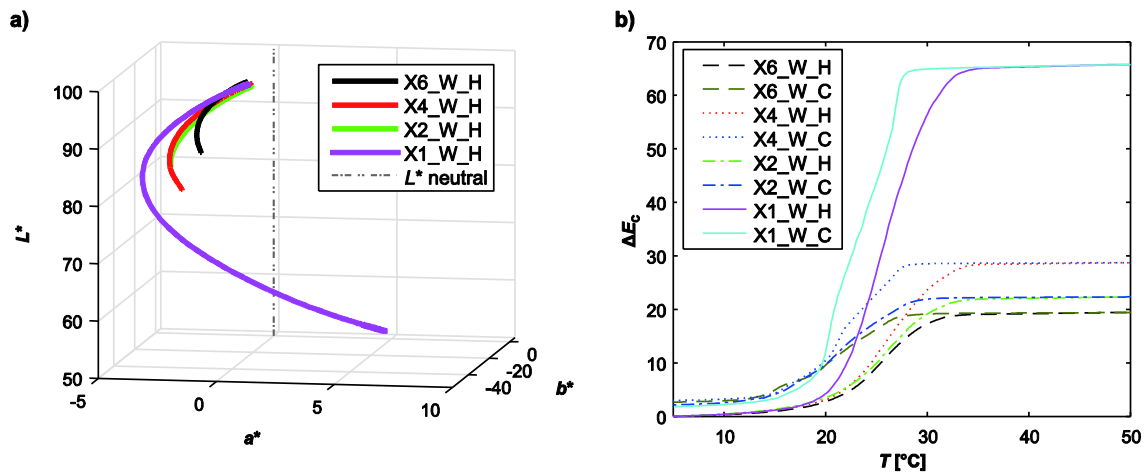 a)
100
90
80
70
60
50
L*
-5
0
5
10
a*
0
-20
-40
b*
X6_W_H
X4_W_H
X2_W_H
X1_W_H
L* neutral
b)
70
60
50
40
30
20
10
0
ΔE_C
X6_W_H
X6_W_C
X4_W_H
X4_W_C
X2_W_H
X2_W_C
X1_W_H
X1_W_C
10
20
30
40
50
T [°C]